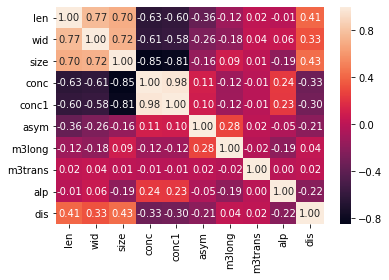 len 1.00 0.77 0.70 -0.63 -0.60 -0.36 -0.12 0.02 -0.01 0.41
wid 0.77 1.00 0.72 -0.61 -0.58 -0.26 -0.18 0.04 0.06 0.33
size 0.70 0.72 1.00 -0.85 -0.81 -0.16 0.09 0.01 -0.19 0.43
conc -0.63 -0.61 -0.85 1.00 0.98 0.11 -0.12 -0.01 0.24 -0.33
conc1 -0.60 -0.58 -0.81 0.98 1.00 0.10 -0.12 -0.01 0.23 -0.30
asym -0.36 -0.26 -0.16 0.11 0.10 1.00 0.28 0.02 -0.05 -0.21
m3long -0.12 -0.18 0.09 -0.12 -0.12 0.28 1.00 -0.02 -0.19 0.04
m3trans 0.02 0.04 0.01 -0.01 -0.01 0.02 -0.02 1.00 0.00 0.02
alp -0.01 0.06 -0.19 0.24 0.23 -0.05 -0.19 0.00 1.00 -0.22
dis 0.41 0.33 0.43 -0.33 -0.30 -0.21 0.04 0.02 -0.22 1.00
len wid size conc conc1 asym m3long m3trans alp dis
0.8
0.4
0.0
-0.4
-0.8